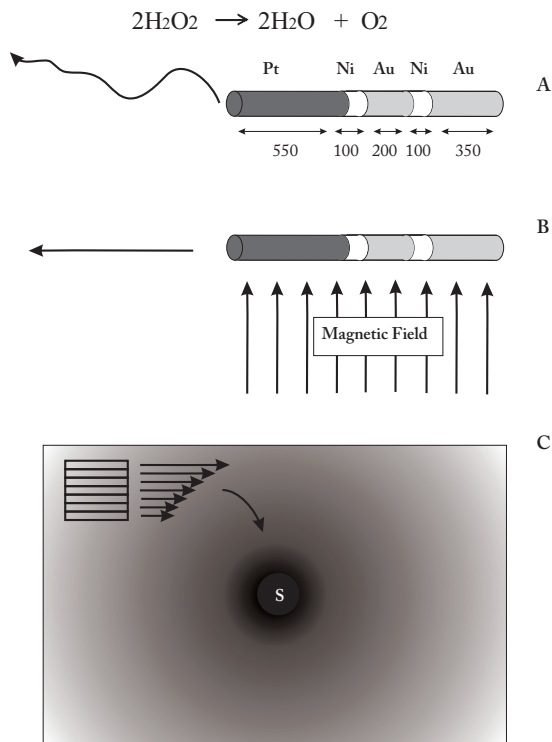 2H2O2 → 2H2O + O2
Pt Ni Au Ni Au
A
550 100 200 100 350
B
Magnetic Field
C
S